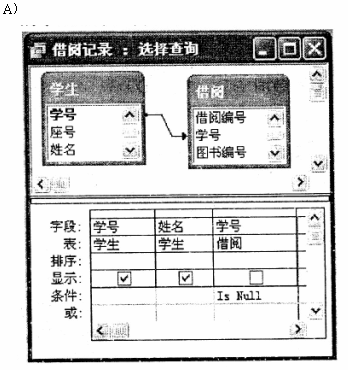 A)
借阅记录 : 选择查询
学生
学号
座号
姓名
借阅
借阅编号
学号
图书编号
字段: 学号 姓名 学号
表: 学生 学生 借阅
排序:
显示:
条件: Is Null
或: